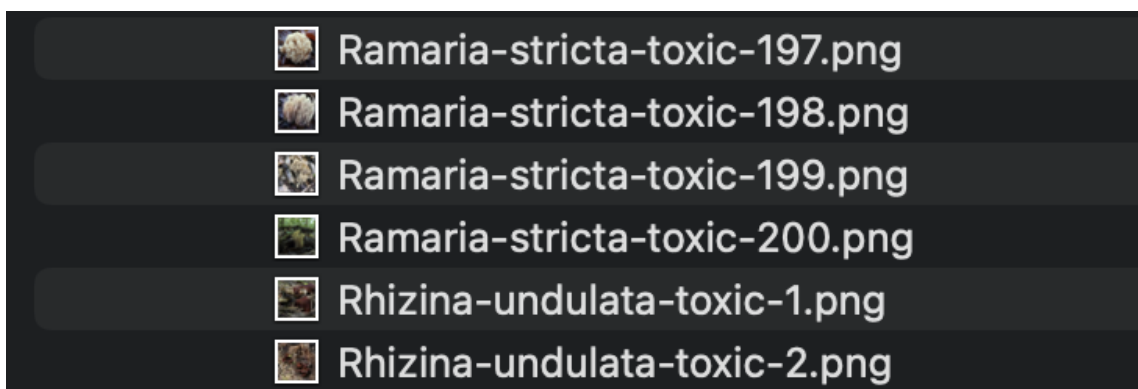 Ramaria-stricta-toxic-197.png
Ramaria-stricta-toxic-198.png
Ramaria-stricta-toxic-199.png
Ramaria-stricta-toxic-200.png
Rhizina-undulata-toxic-1.png
Rhizina-undulata-toxic-2.png